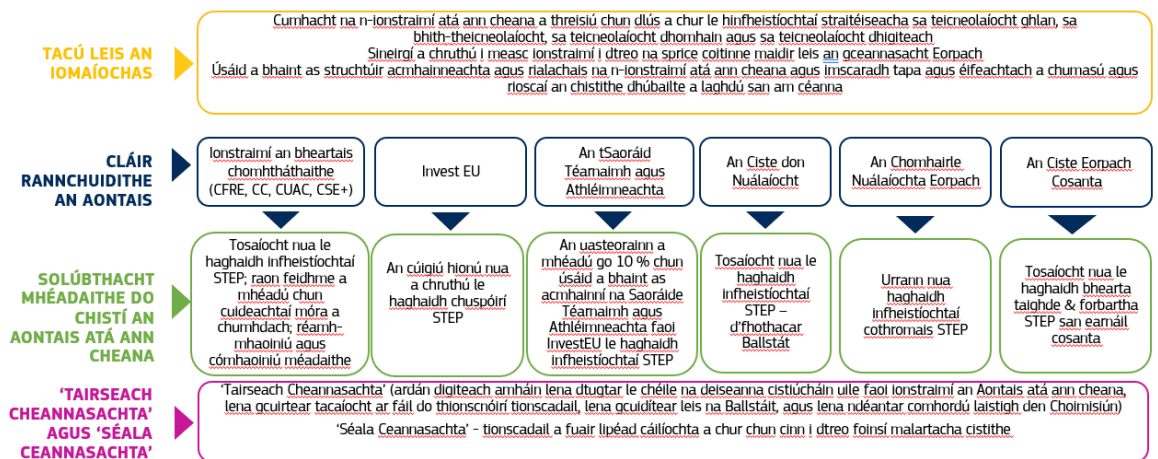 TACÚ LEIS AN
IOMAÍOCHAS
Cumhacht na n-ionstraimí atá ann cheana a threisiú chun dlús a chur le hinfheistíochtaí straitéiseacha sa teicneolaíocht ghlan, sa
bhith-theicneolaíocht, sa teicneolaíocht dhomhain agus sa teicneolaíocht dhigiteach
Sineirgí a chruthú i measc ionstraimí i dtreo na sprice coitinne maidir leis an gceannasacht Eorpach
Úsáid a bhaint as struchtúir acmhainneachta agus rialachais na n-ionstraimí atá ann cheana agus imscaradh tapa agus éifeachtach a chumasú agus
rioscaí an chistithe dhúbailte a laghdú san am céanna
CLÁIR
RANNCHUIDITHE
AN AONTAIS
Ionstraimí an bheartais
chomhtháthaithe
(CFRE, CC, CUAC, CSE+)
Invest EU
An tSaoráid
Téarnaimh agus
Athléimneachta
An Ciste don
Nuálaíocht
An Chomhairle
Nuálaíochta Eorpach
An Ciste Eorpach
Cosanta
SOLÚBTHACHT
MHÉADAITHE DO
CHISTÍ AN
AONTAIS ATÁ ANN
CHEANA
Tosaíocht nua le
haghaidh infheistíochtaí
STEP; raon feidhme a
mhéadú chun
cuideachtaí móra a
chumhdach; réamh-
mhaoiniú agus
cómhaoiniú méadaithe
An cúigiú hionú nua
a chruthú le
haghaidh chuspóirí
STEP
An uasteorainn a
mhéadú go 10 % chun
úsáid a bhaint as
acmhainní na Saoráide
Téarnaimh agus
Athléimneachta faoi
InvestEU le haghaidh
infheistíochtaí STEP
Tosaíocht nua le
haghaidh
infheistíochtaí
STEP –
d'fhothacar
Ballstát
Urrann nua
haghaidh
infheistíochtaí
cothromais STEP
Tosaíocht nua le
haghaidh bhearta
taighde & forbartha
STEP san earnáil
cosanta
‘TAIRSEACH
CHEANNASACHTA’
AGUS ‘SÉALA
CEANNASACHTA’
‘Tairseach Cheannasachta’ (ardán digiteach amháin lena dtugtar le chéile na deiseanna cistiúcháin uile faoi ionstraimí an Aontais atá ann cheana,
lena gcuirtear tacaíocht ar fáil do thionscnóirí tionscadail, lena gcuidítear leis na Ballstáit, agus lena ndéantar comhordú laistigh den Choimisiún)
‘Séala Ceannasachta’ - tionscadail a fuair lipéad cáilíochta a chur chun cinn i dtreo foinsí malartacha cistithe